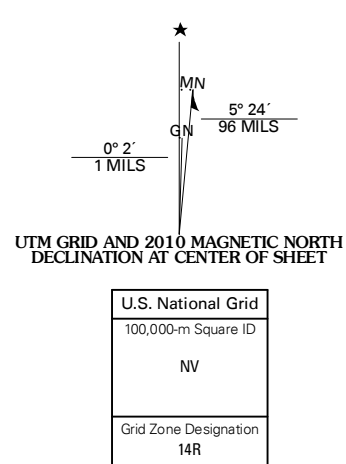 ★
MN
5° 24´
96 MILS
GN
0° 2´
1 MILS
UTM GRID AND 2010 MAGNETIC NORTH
DECLINATION AT CENTER OF SHEET
U.S. National Grid
100,000-m Square ID
NV
Grid Zone Designation
14R